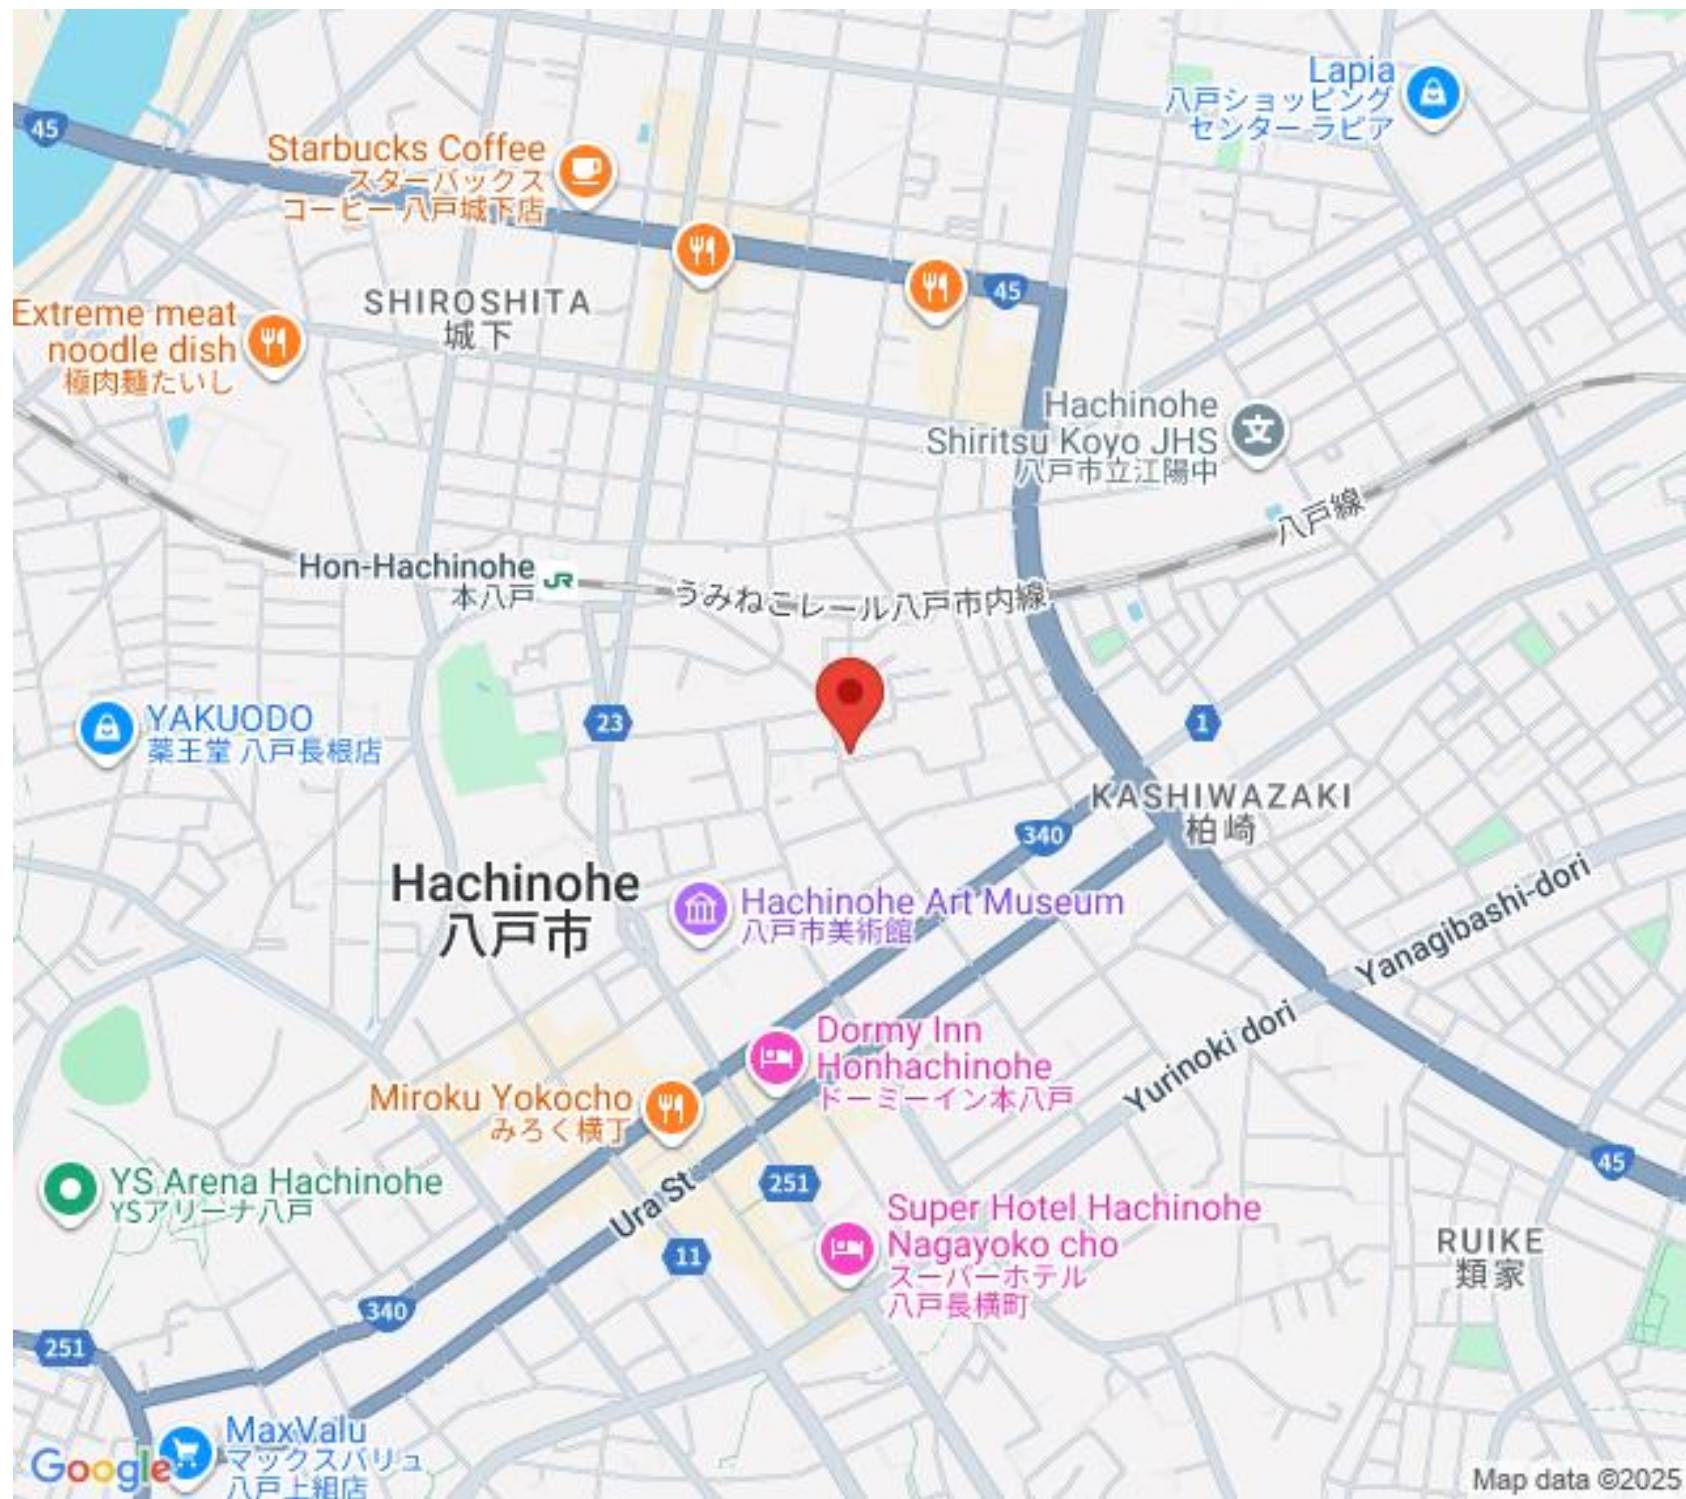 Lapia
八戸ショッピング
センター ラピア
45
Starbucks Coffee
スターバックス
コーヒー 八戸城下店
45
SHIROSHITA
城下
Extreme meat
noodle dish
極肉麺たいし
Hachinohe
Shiritsu Koyo JHS
八戸市立江陽中
文
八戸線
Hon-Hachinohe
本八戸
JR
うみねこレール八戸市内線
YAKUODO
薬王堂 八戸長根店
23
1
KASHIWAZAKI
柏崎
340
Hachinohe
八戸市
Hachinohe Art Museum
八戸市美術館
Yanagibashi-dori
Yurinoki dori
Dormy Inn
Honhachinohe
ドーミーイン本八戸
Miroku Yokocho
みろく横丁
YS Arena Hachinohe
YSアリーナ八戸
Ura St
251
11
45
Super Hotel Hachinohe
Nagayoko cho
スーパーホテル
八戸長横町
RUIKE
類家
340
251
MaxValu
マックスバリュ
八戸上組店
Google
Map data ©2025